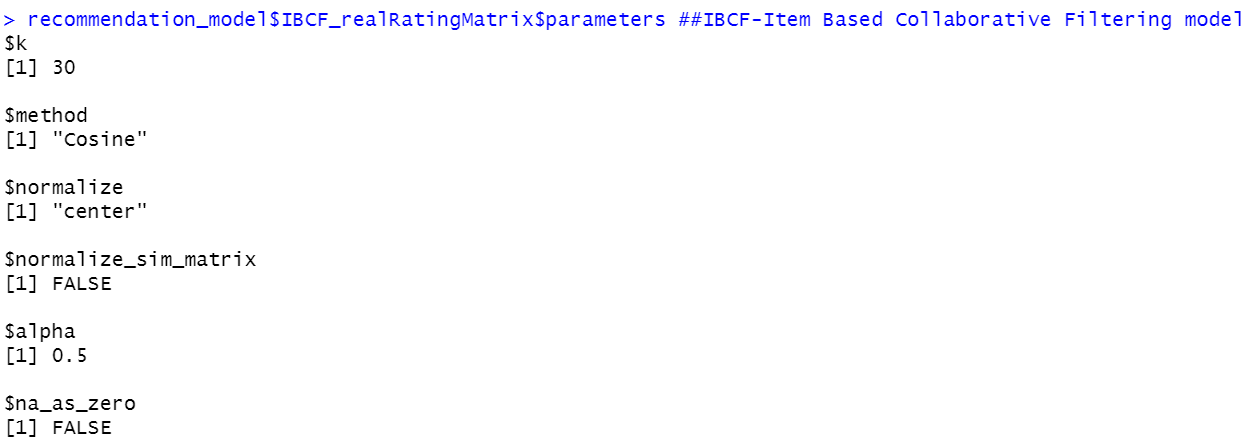 > recommendation_model$IBCF_realRatingMatrix$parameters ##IBCF-Item Based Collaborative Filtering model
$k
[1] 30
$method
[1] "Cosine"
$normalize
[1] "center"
$normalize_sim_matrix
[1] FALSE
$alpha
[1] 0.5
$na_as_zero
[1] FALSE